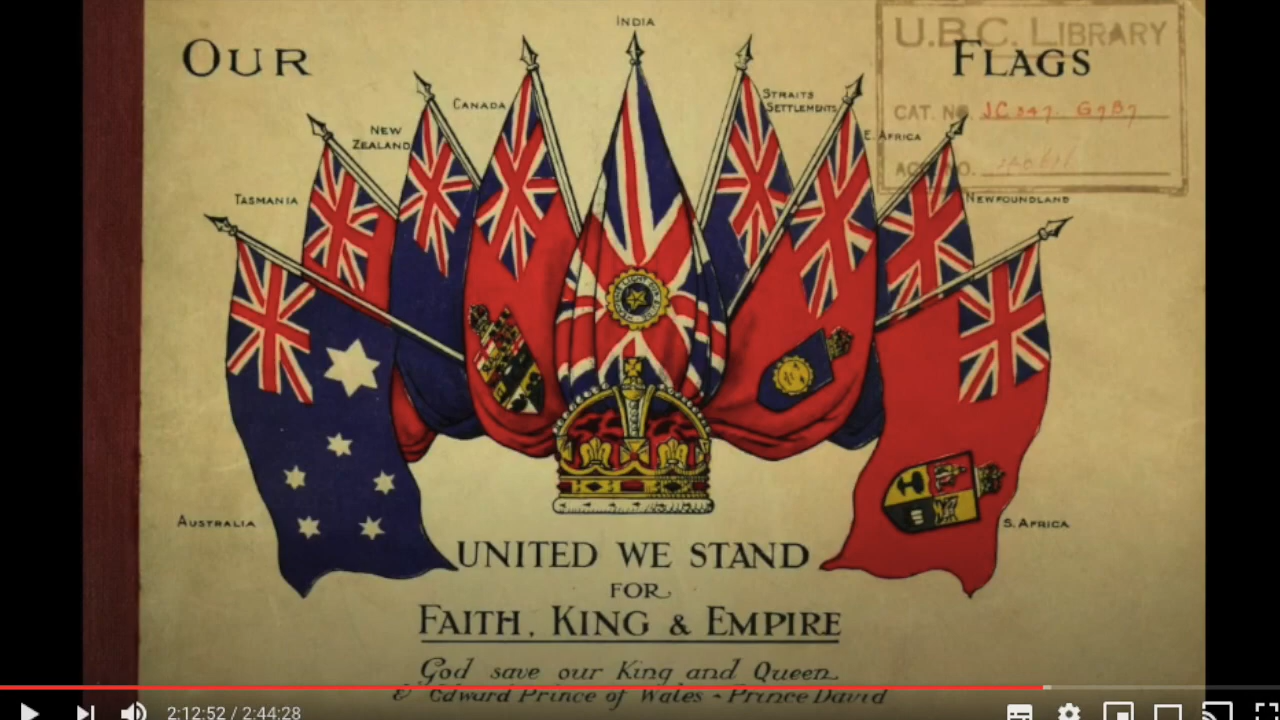 INDIA
OUR
FLAGS
U.B.C. LIBRARY
CAT. NO.
CANADA
STRAITS
SETTLEMENTS
NEW
ZEALAND
E. AFRICA
TASMANIA
NEWFOUNDLAND
AUSTRALIA
S. AFRICA
UNITED WE STAND
FOR
FAITH, KING & EMPIRE
God save our King and Queen
& Edward Prince of Wales - Prince David
2:12:52 / 2:44:28